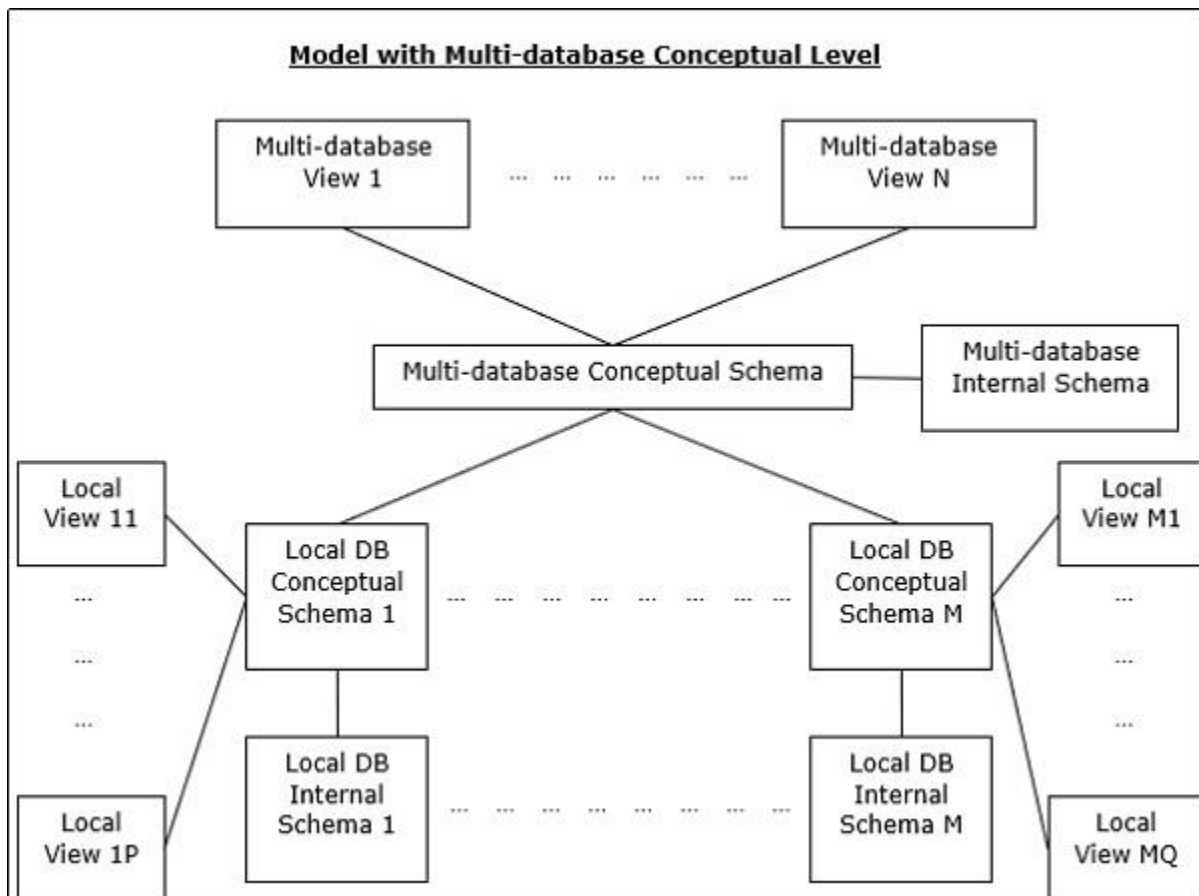 Model with Multi-database Conceptual Level
Multi-database
View 1
... ... ... ... ... ...
Multi-database
View N
Multi-database Conceptual Schema
Multi-database
Internal Schema
Local
View 11
...
...
...
Local
View 1P
Local DB
Conceptual
Schema 1
... ... ... ... ... ... ... ...
Local DB
Conceptual
Schema M
Local DB
Internal
Schema 1
... ... ... ... ... ... ... ...
Local DB
Internal
Schema M
Local
View M1
...
...
...
Local
View MQ